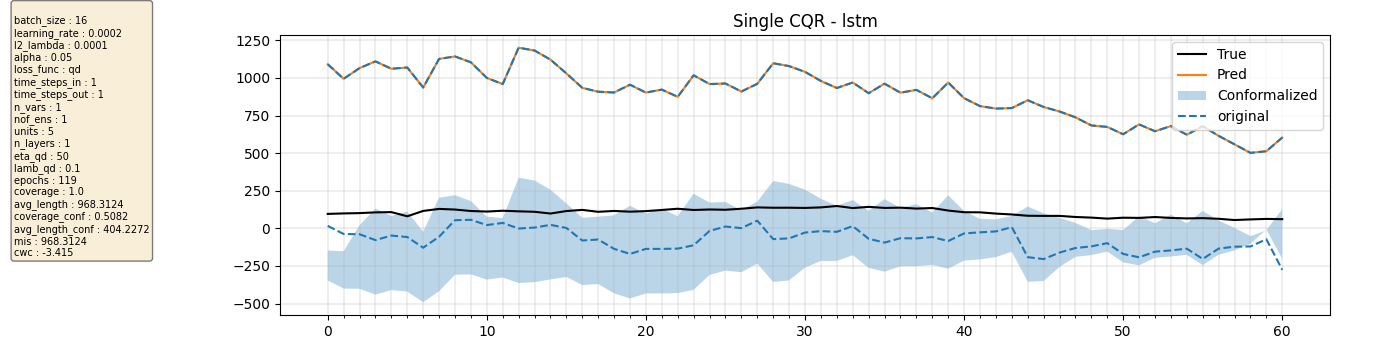 batch_size : 16
learning_rate : 0.0002
l2_lambda : 0.0001
alpha : 0.05
loss_func : qd
time_steps_in : 1
time_steps_out : 1
n_vars : 1
nof_ens : 1
units : 5
n_layers : 1
eta_qd : 50
lamb_qd : 0.1
epochs : 119
coverage : 1.0
avg_length : 968.3124
coverage_conf : 0.5082
avg_length_conf : 404.2272
mis : 968.3124
cwc : -3.415
Single CQR - lstm
1250
1000
750
500
250
0
−250
−500
True
Pred
Conformalized
original
0 10 20 30 40 50 60